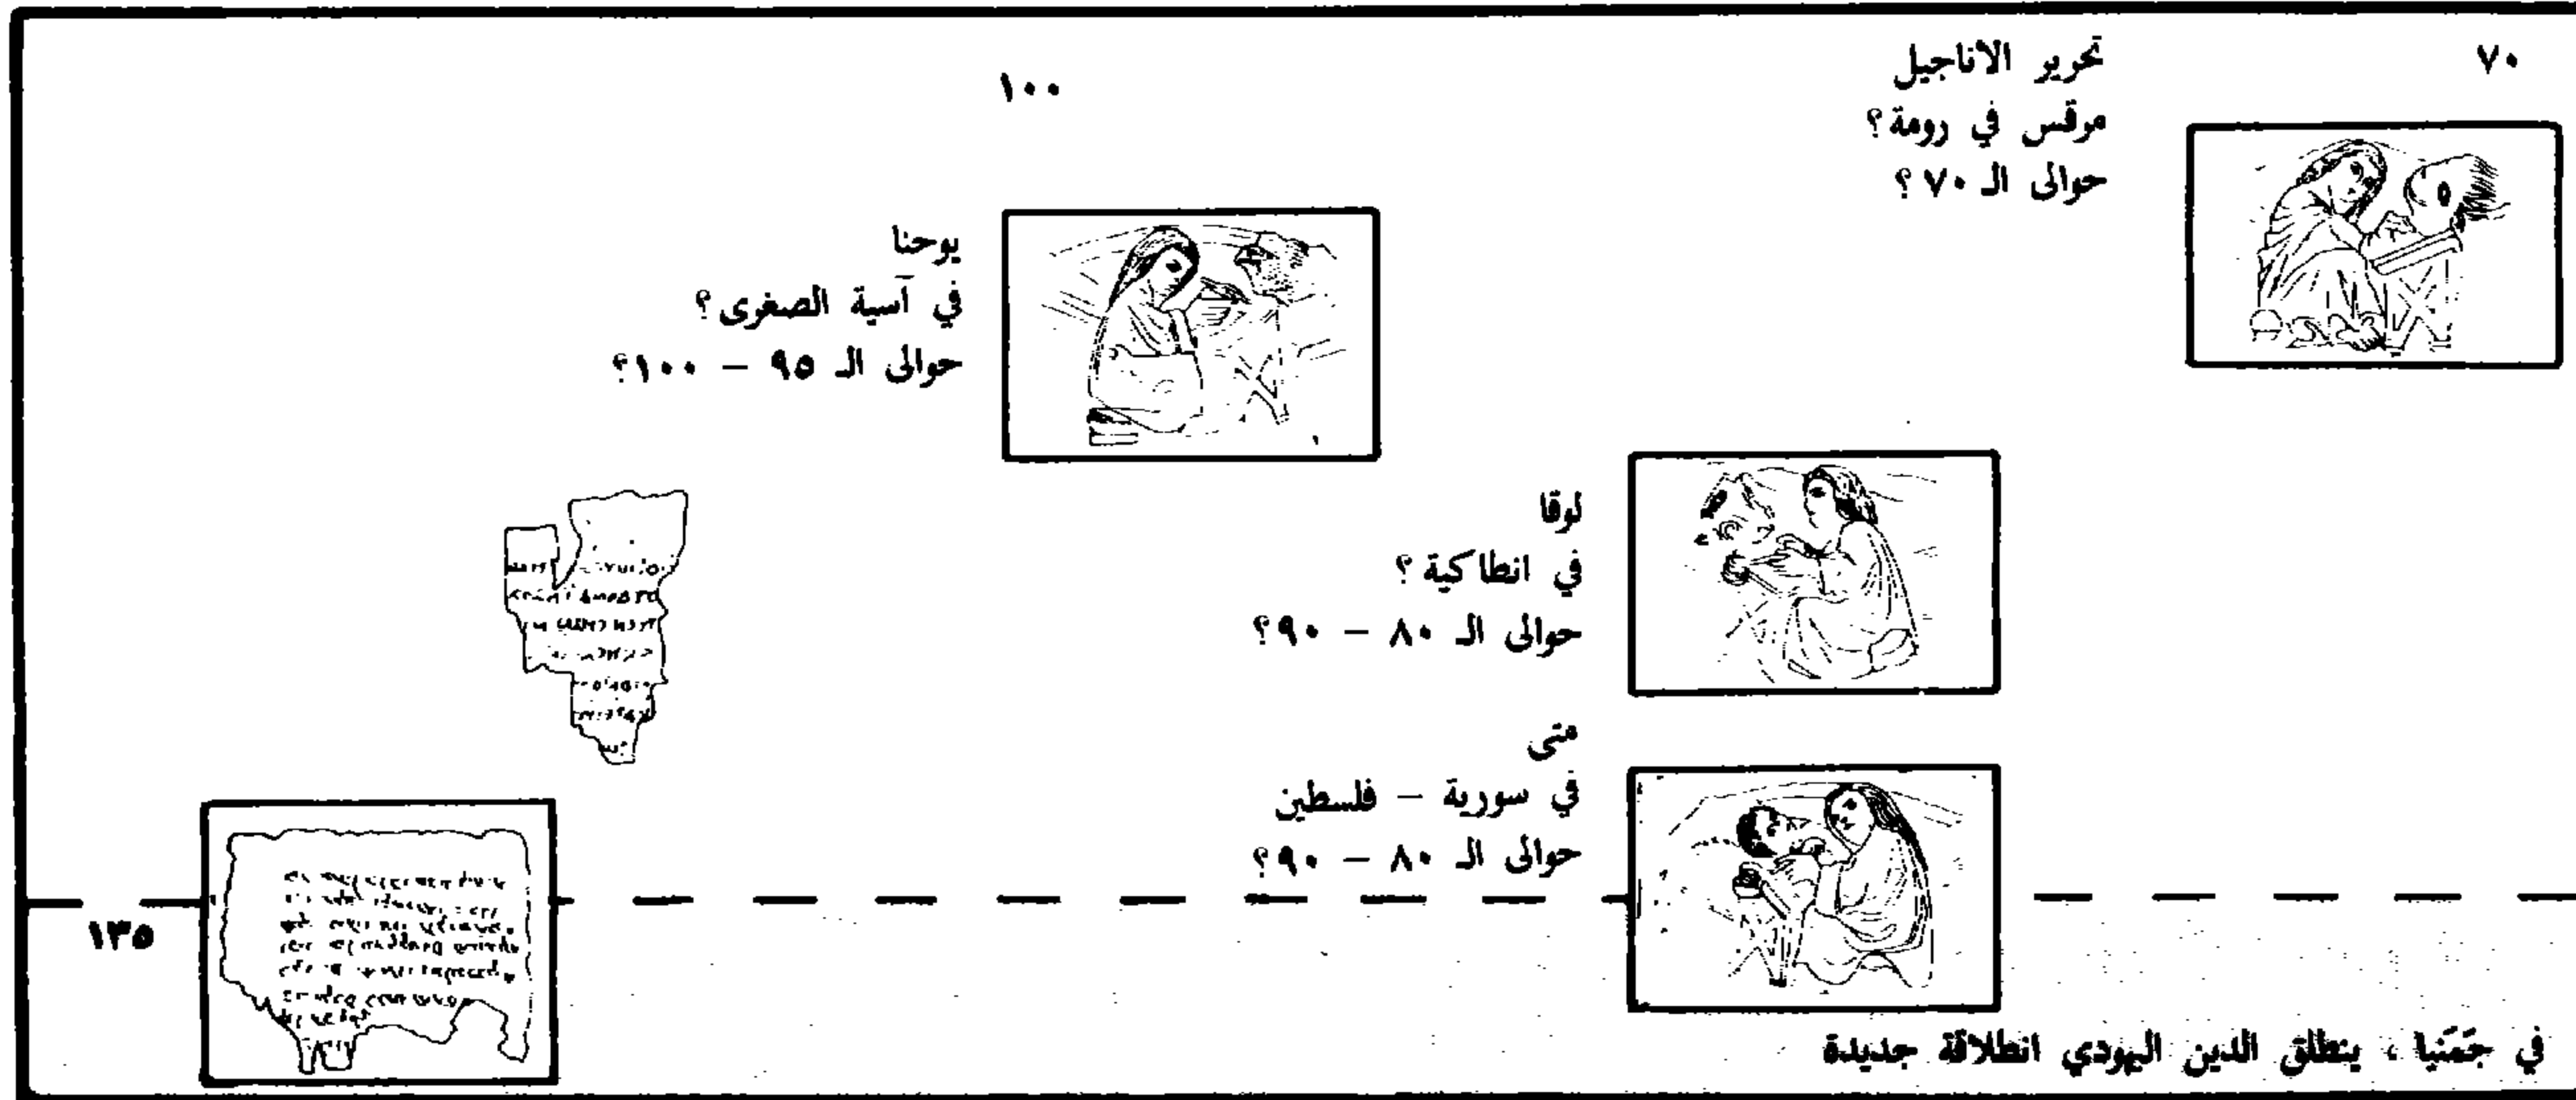 ٧٠
تحرير الاناجيل
مرقس في رومة؟
حوالى الـ ٧٠؟
١٠٠
يوحنا
في آسية الصغرى؟
حوالى الـ ٩٥ – ١٠٠؟
لوقا
في انطاكية؟
حوالى الـ ٨٠ – ٩٠؟
متى
في سورية – فلسطين
حوالى الـ ٨٠ – ٩٠؟
١٣٥
في جَمَنيا ، ينطلق الدين اليهودي انطلاقة جديدة